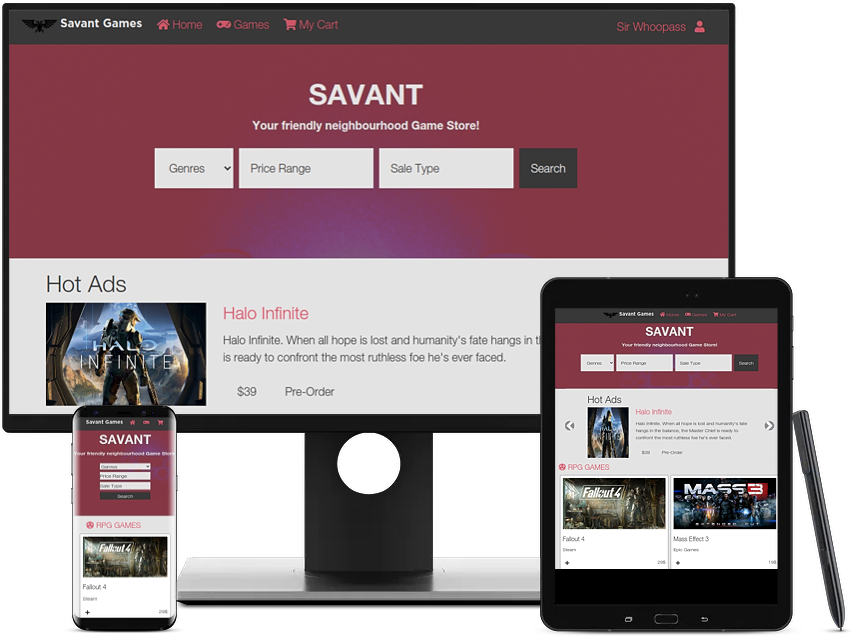 Savant Games Home Games My Cart Sir Whoopass
SAVANT
Your friendly neighbourhood Game Store!
Genres Price Range Sale Type Search
Hot Ads
HALO
INFINITE
Halo Infinite
Halo Infinite. When all hope is lost and humanity's fate hangs in th
is ready to confront the most ruthless foe he's ever faced.
$39 Pre-Order
Savant Games
SAVANT
Your friendly neighbourhood Game Store
Genres
Price Range
Sale Type
Search
RPG GAMES
Fallout 4
Fallout 4
Steam
+ 29$
Savant Games Home Games My Cart
SAVANT
Your friendly neighbourhood Game Store!
Genres Price Range Sale Type Search
Hot Ads
Halo Infinite
Halo Infinite. When all hope is lost and humanity's fate
hangs in the balance, the Master Chief is ready to
confront the most ruthless foe he's ever faced.
$39 Pre-Order
RPG GAMES
Fallout 4
MASS 3
EXTENDED CUT
Fallout 4
Steam
+ 29$
Mass Effect 3
Epic Games
+ 19$